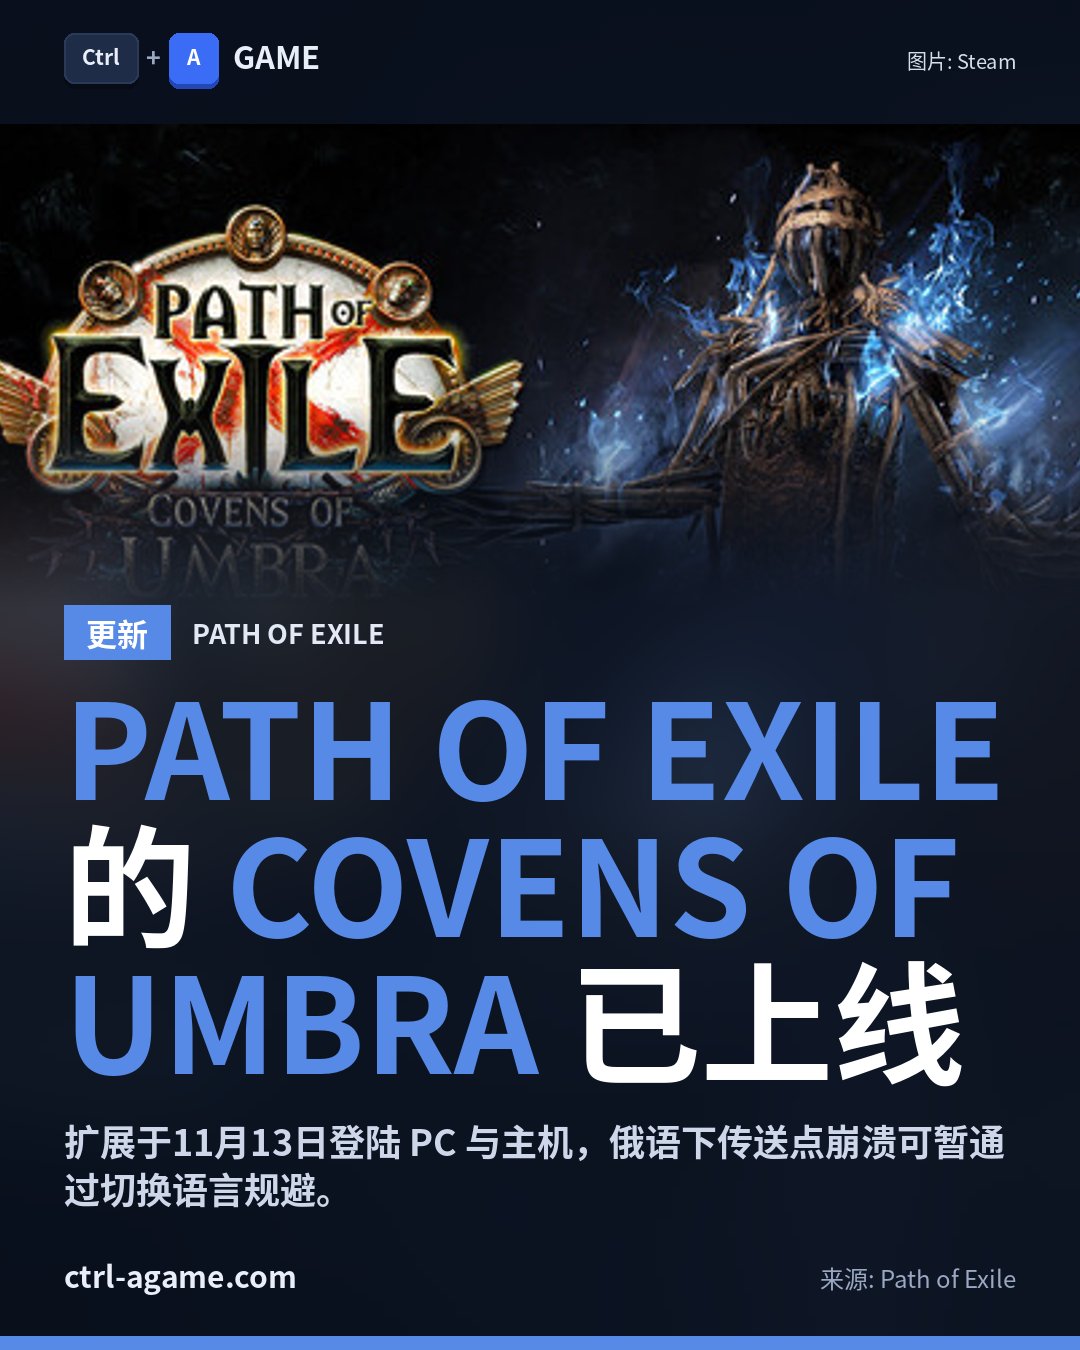 Ctrl + A GAME
图片: Steam
PATH OF
EXILE
COVENS OF
UMBRA
更新 PATH OF EXILE
PATH OF EXILE
的 COVENS OF
UMBRA 已上线
扩展于11月13日登陆 PC 与主机，俄语下传送点崩溃可暂通
过切换语言规避。
ctrl-agame.com
来源: Path of Exile